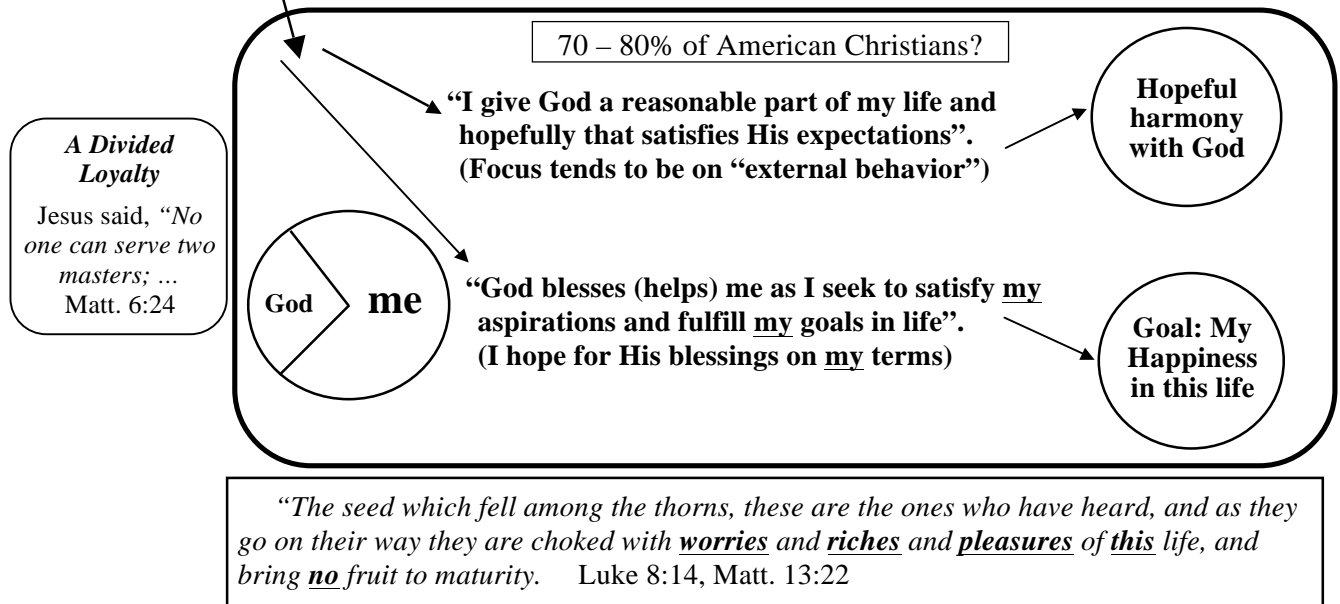 70 – 80% of American Christians?
“I give God a reasonable part of my life and
hopefully that satisfies His expectations”.
(Focus tends to be on “external behavior”)
Hopeful
harmony
with God
A Divided
Loyalty
Jesus said, “No
one can serve two
masters; ...
Matt. 6:24
God
me
“God blesses (helps) me as I seek to satisfy my
aspirations and fulfill my goals in life”.
(I hope for His blessings on my terms)
Goal: My
Happiness
in this life
“The seed which fell among the thorns, these are the ones who have heard, and as they
go on their way they are choked with worries and riches and pleasures of this life, and
bring no fruit to maturity. Luke 8:14, Matt. 13:22